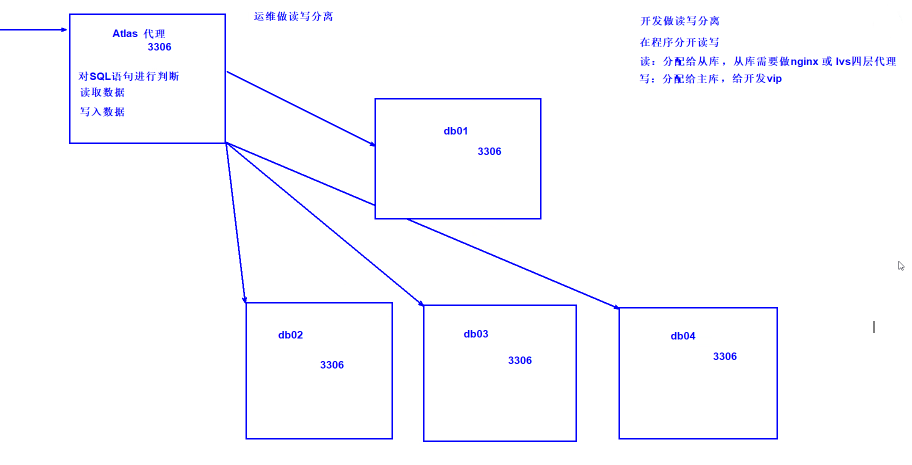 Atlas 代理
3306
对SQL语句进行判断
读取数据
写入数据
运维做读写分离
开发做读写分离
在程序分开读写
读：分配给从库，从库需要做nginx 或 lvs四层代理
写：分配给主库，给开发vip
db01
3306
db02
3306
db03
3306
db04
3306